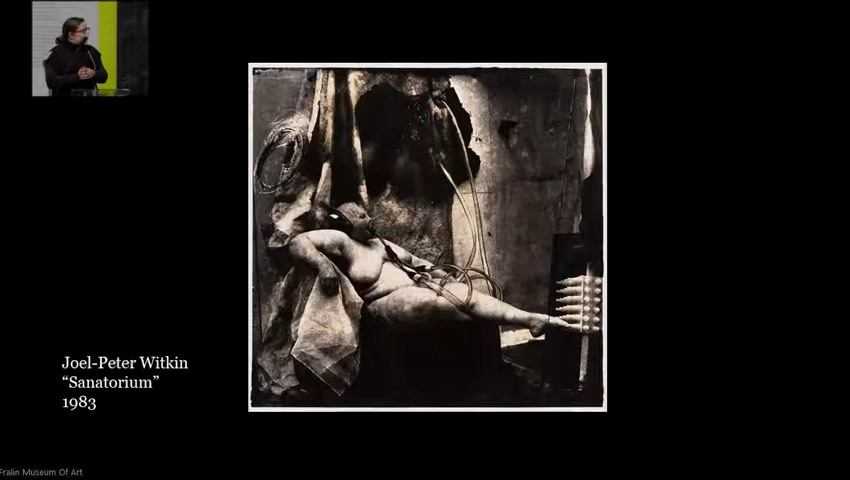 Joel-Peter Witkin
“Sanatorium”
1983
Fralin Museum Of Art